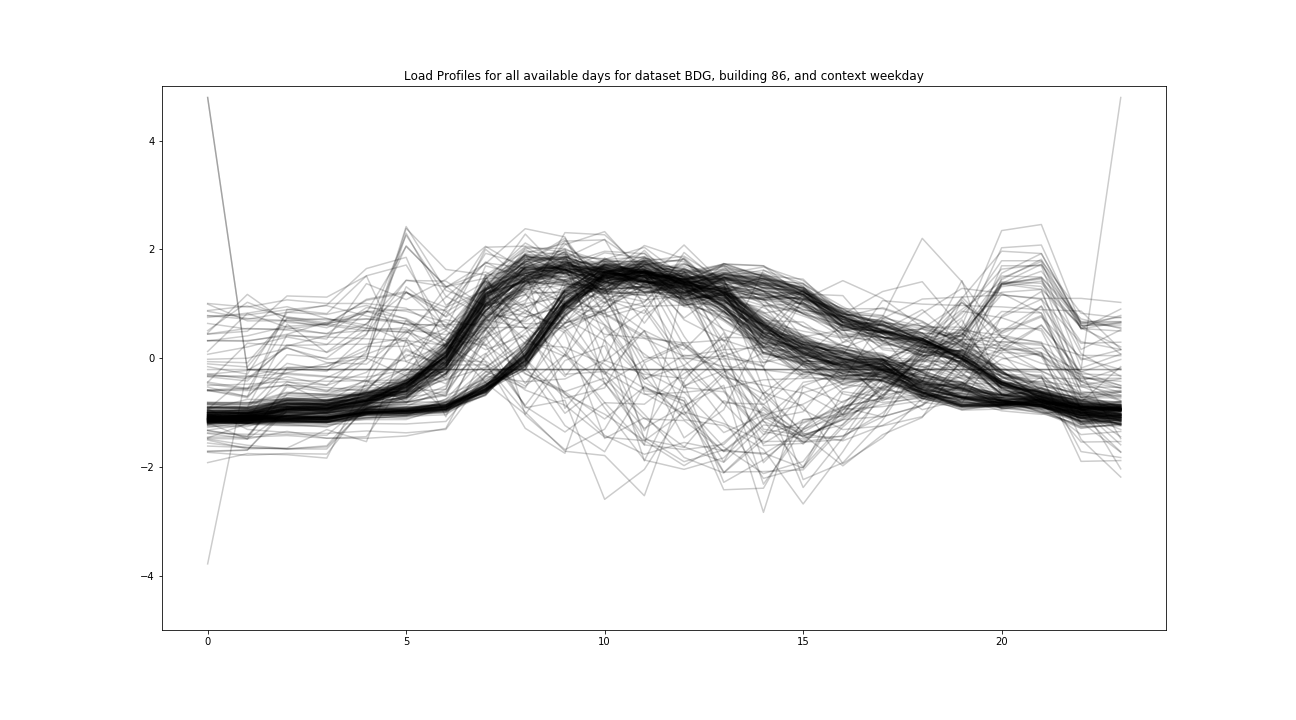 Load Profiles for all available days for dataset BDG, building 86, and context weekday
4
2
0
−2
−4
0 5 10 15 20